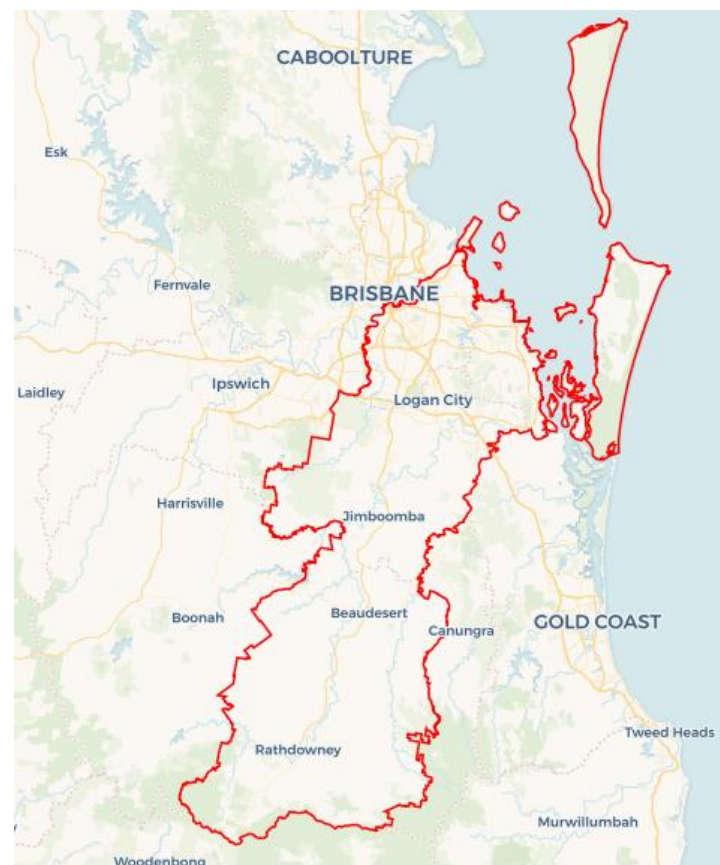 CABOOLTURE
Esk
Fernvale
BRISBANE
Ipswich
Laidley
Logan City
Harrisville
Jimboomba
Boonah
Beaudesert
GOLD COAST
Canungra
Tweed Heads
Rathdowney
Murwillumbah
Woodenbong